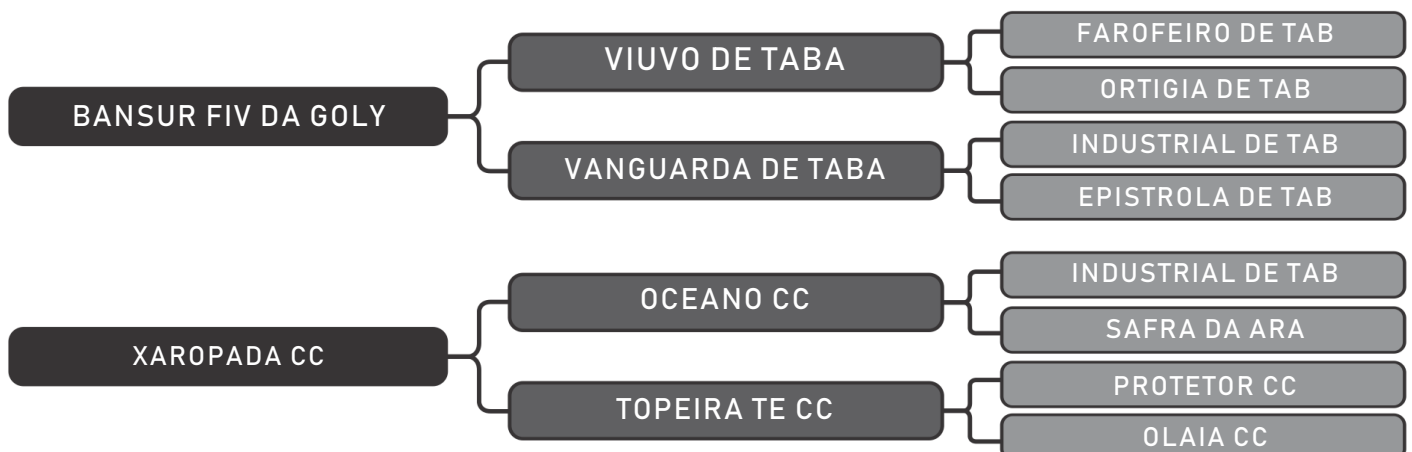 FAROFEIRO DE TAB
VIUVO DE TABA
ORTIGIA DE TAB
BANSUR FIV DA GOLY
INDUSTRIAL DE TAB
VANGUARDA DE TABA
EPISTROLA DE TAB
INDUSTRIAL DE TAB
OCEANO CC
SAFRA DA ARA
XAROPADA CC
PROTETOR CC
TOPEIRA TE CC
OLAIA CC